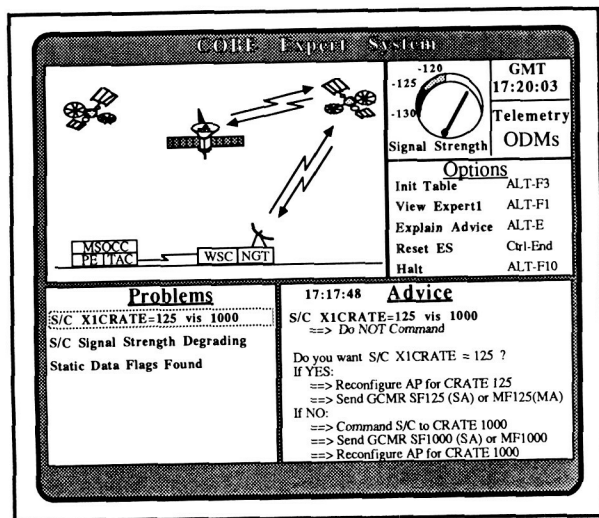 COBE Expert System
-120
-125
-130
Signal Strength
GMT
17:20:03
Telemetry
ODMs
MSOCC
PE TAC
WSC NGT
Options
Init Table ALT-F3
View Expert1 ALT-F1
Explain Advice ALT-E
Reset ES Ctrl-End
Halt ALT-F10
Problems
S/C X1CRATE=125 vis 1000
S/C Signal Strength Degrading
Static Data Flags Found
17:17:48 Advice
S/C X1CRATE=125 vis 1000
==> Do NOT Command
Do you want S/C X1CRATE = 125 ?
If YES:
==> Reconfigure AP for CRATE 125
==> Send GCMR SF125 (SA) or MF125(MA)
If NO:
==> Command S/C to CRATE 1000
==> Send GCMR SF1000 (SA) or MF1000
==> Reconfigure AP for CRATE 1000